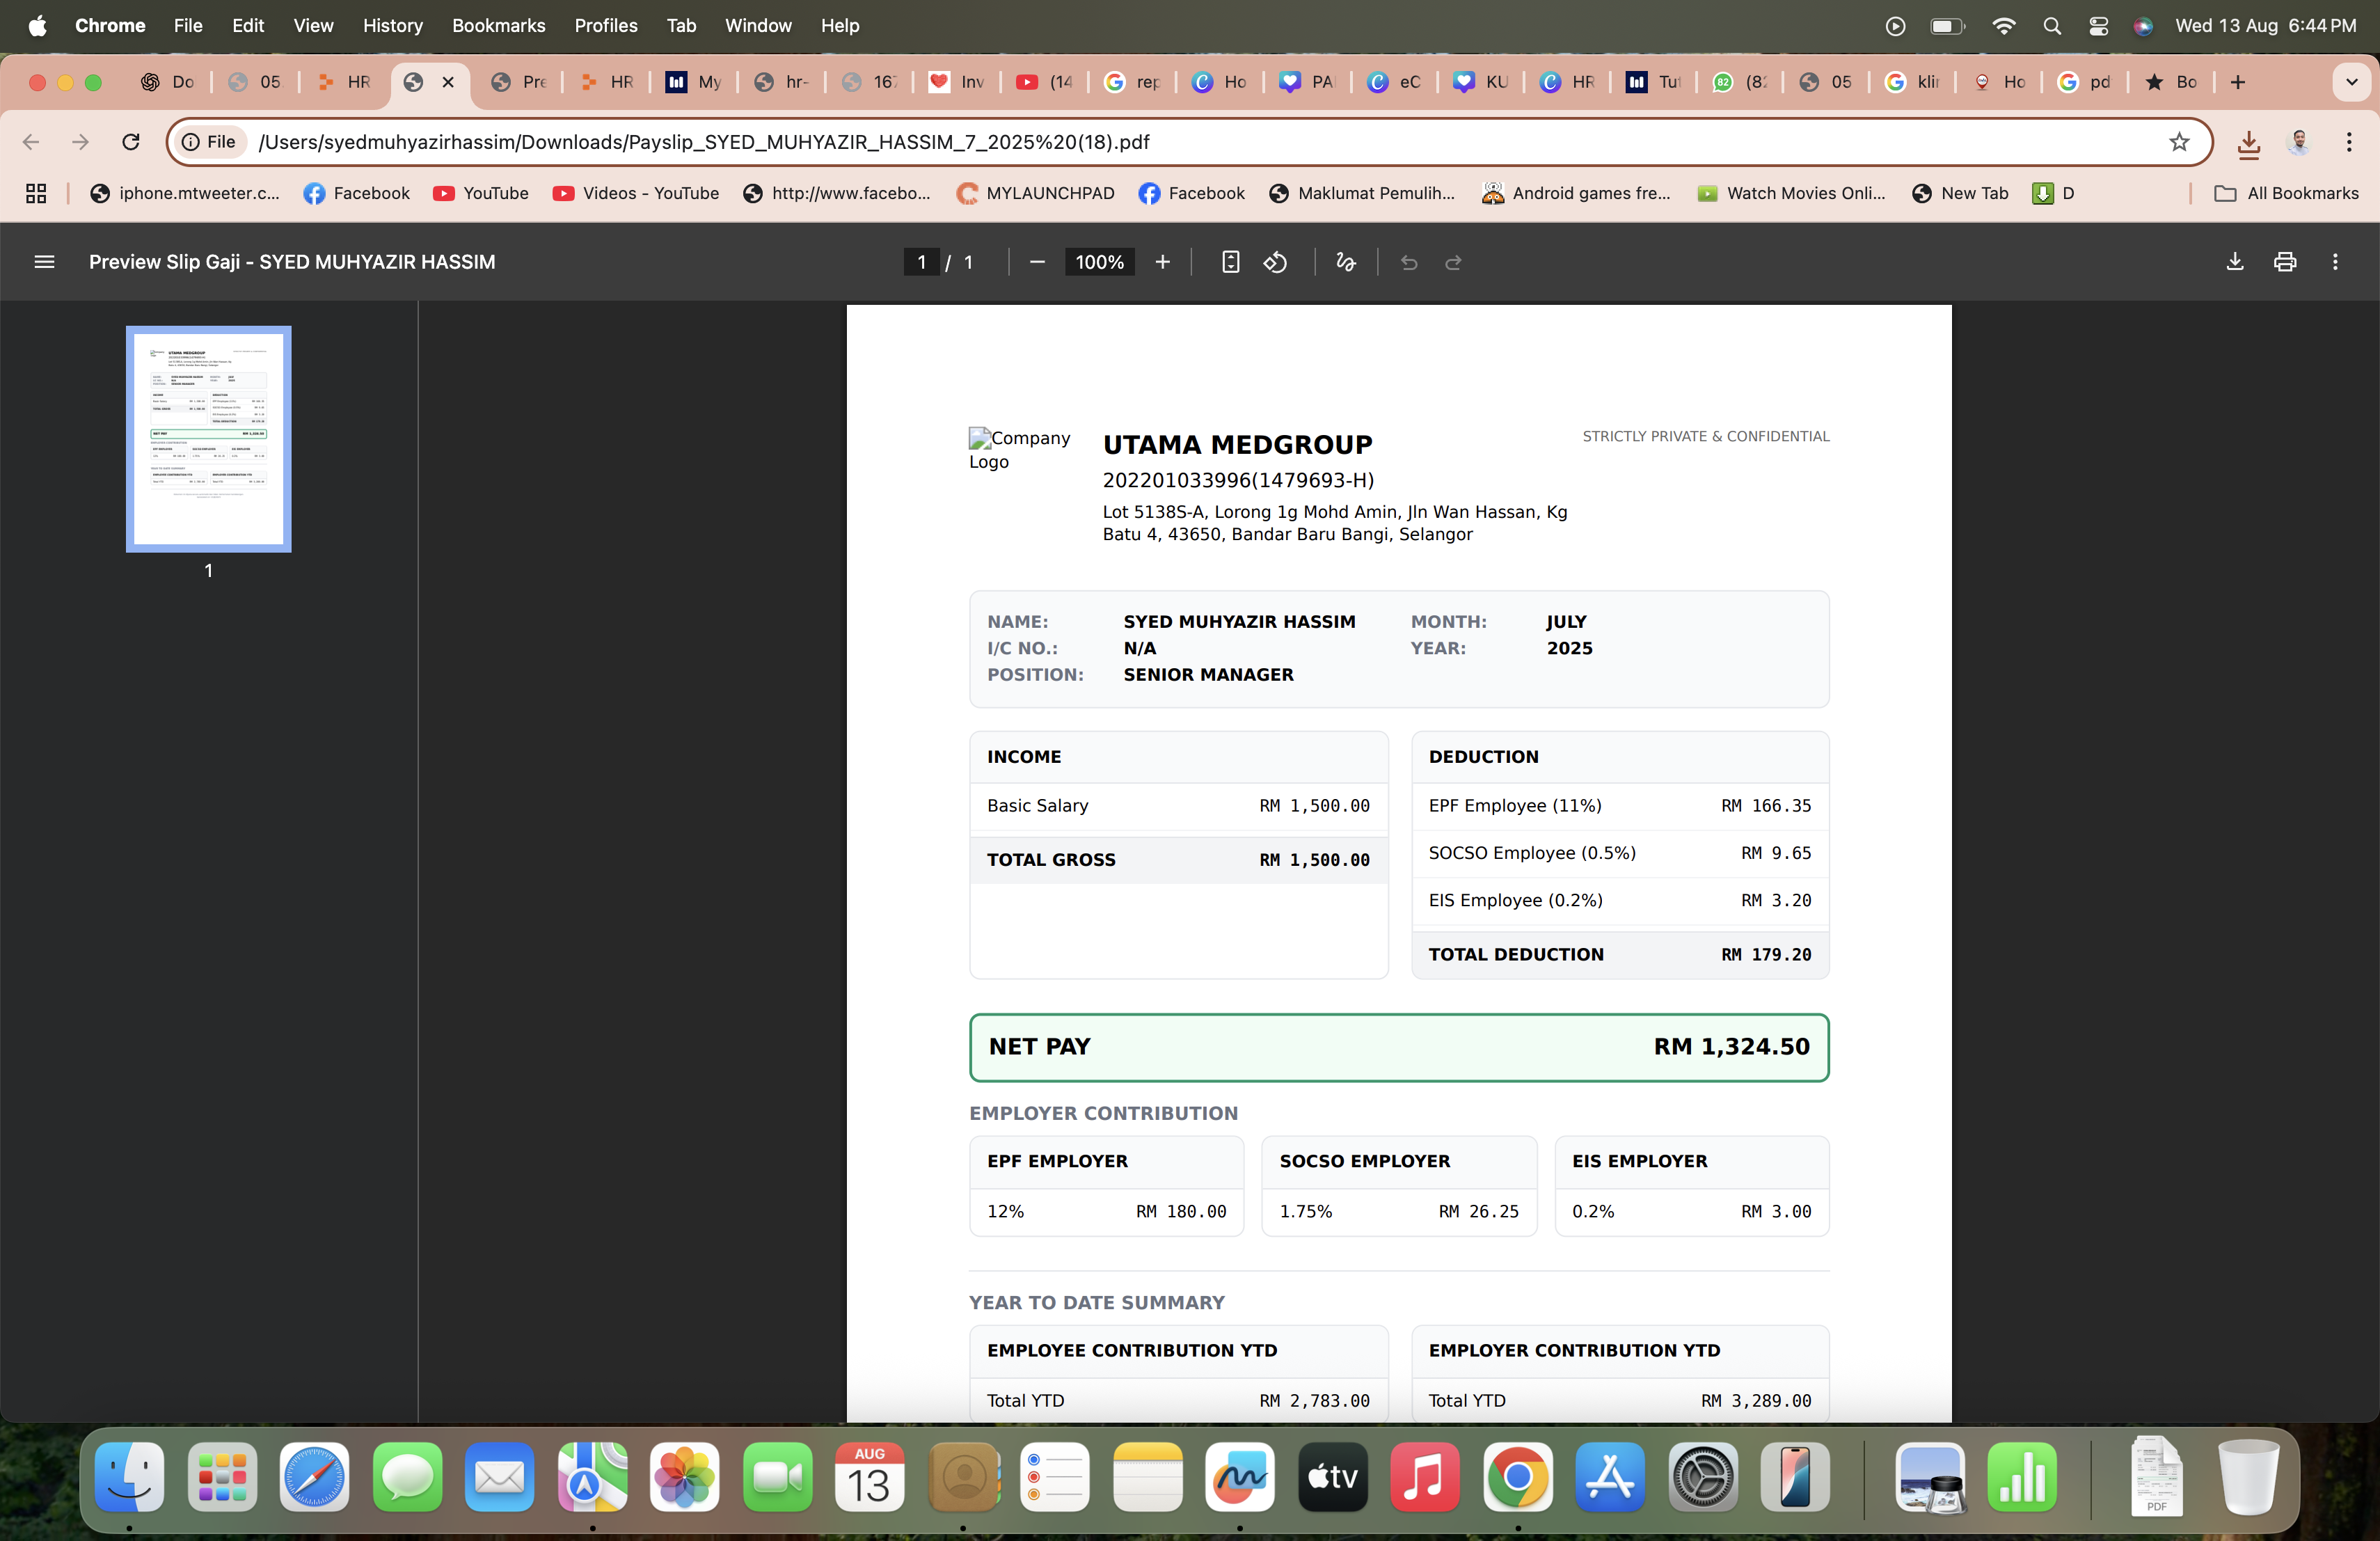 Chrome File Edit View History Bookmarks Profiles Tab Window Help Wed 13 Aug 6:44 PM
Do 05 HR Pre HR My hr- 167 Inv (14 rep Ho PA eC KU HR Tut (82 05 klir Ho pd Bo
File /Users/syedmuhyazirhassim/Downloads/Payslip_SYED_MUHYAZIR_HASSIM_7_2025%20(18).pdf
iphone.mtweeter.c... Facebook YouTube Videos - YouTube http://www.facebo... MYLAUNCHPAD Facebook Maklumat Pemulih... Android games fre... Watch Movies Onli... New Tab D All Bookmarks
Preview Slip Gaji - SYED MUHYAZIR HASSIM 1 / 1 100%
1
Company Logo
UTAMA MEDGROUP
STRICTLY PRIVATE & CONFIDENTIAL
202201033996(1479693-H)
Lot 5138S-A, Lorong 1g Mohd Amin, Jln Wan Hassan, Kg
Batu 4, 43650, Bandar Baru Bangi, Selangor
NAME: SYED MUHYAZIR HASSIM MONTH: JULY
I/C NO.: N/A YEAR: 2025
POSITION: SENIOR MANAGER
INCOME
Basic Salary RM 1,500.00
TOTAL GROSS RM 1,500.00
DEDUCTION
EPF Employee (11%) RM 166.35
SOCSO Employee (0.5%) RM 9.65
EIS Employee (0.2%) RM 3.20
TOTAL DEDUCTION RM 179.20
NET PAY RM 1,324.50
EMPLOYER CONTRIBUTION
EPF EMPLOYER
12% RM 180.00
SOCSO EMPLOYER
1.75% RM 26.25
EIS EMPLOYER
0.2% RM 3.00
YEAR TO DATE SUMMARY
EMPLOYEE CONTRIBUTION YTD
Total YTD RM 2,783.00
EMPLOYER CONTRIBUTION YTD
Total YTD RM 3,289.00
AUG
13
tv
PDF